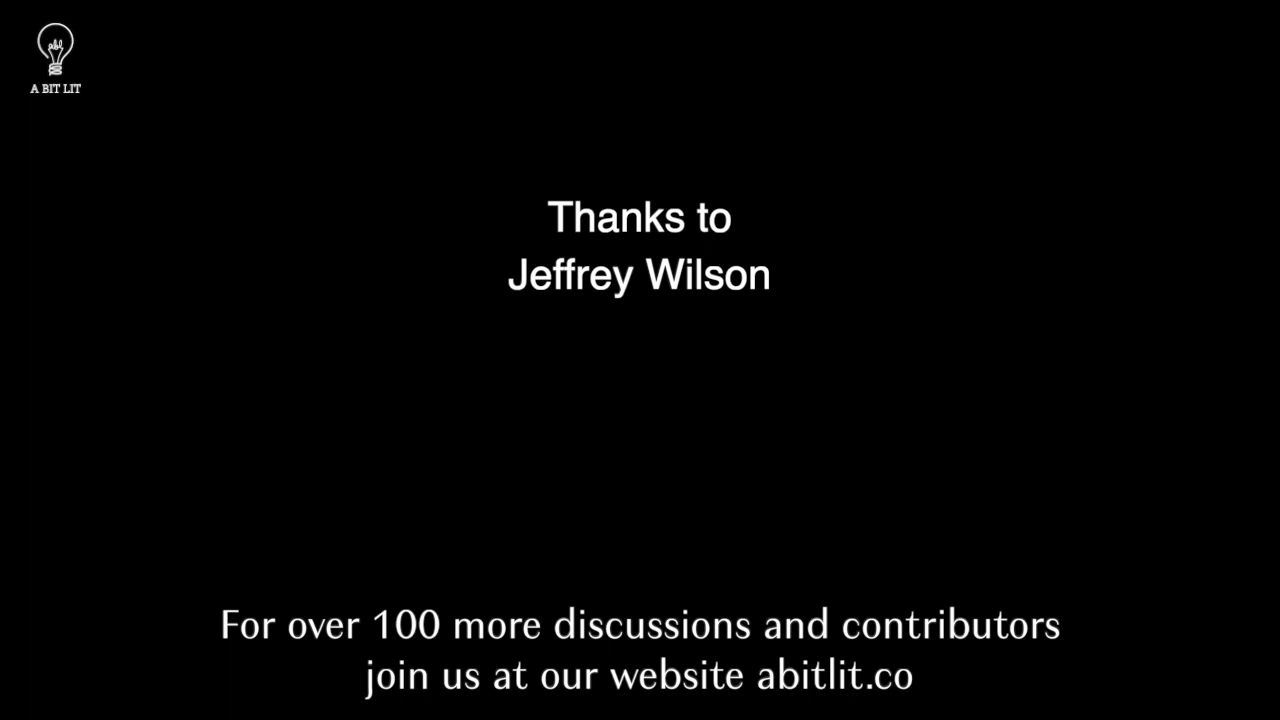 A BIT LIT
Thanks to
Jeffrey Wilson
For over 100 more discussions and contributors
join us at our website abitlit.co